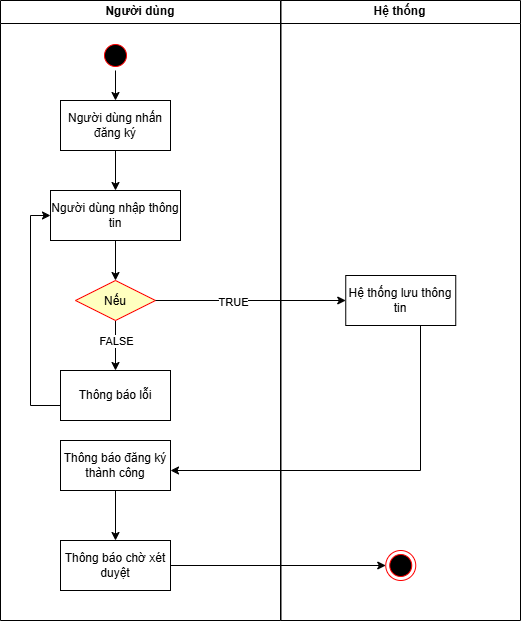 Người dùng
Hệ thống
Người dùng nhấn
đăng ký
Người dùng nhập thông
tin
Nếu
TRUE
Hệ thống lưu thông
tin
FALSE
Thông báo lỗi
Thông báo đăng ký
thành công
Thông báo chờ xét
duyệt